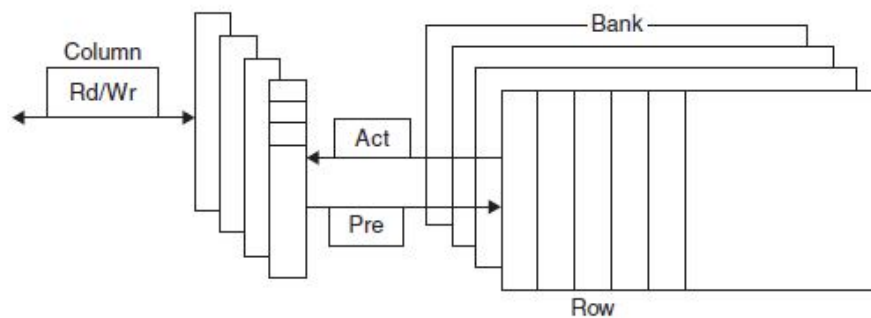 Column
Rd/Wr
Bank
Act
Pre
Row